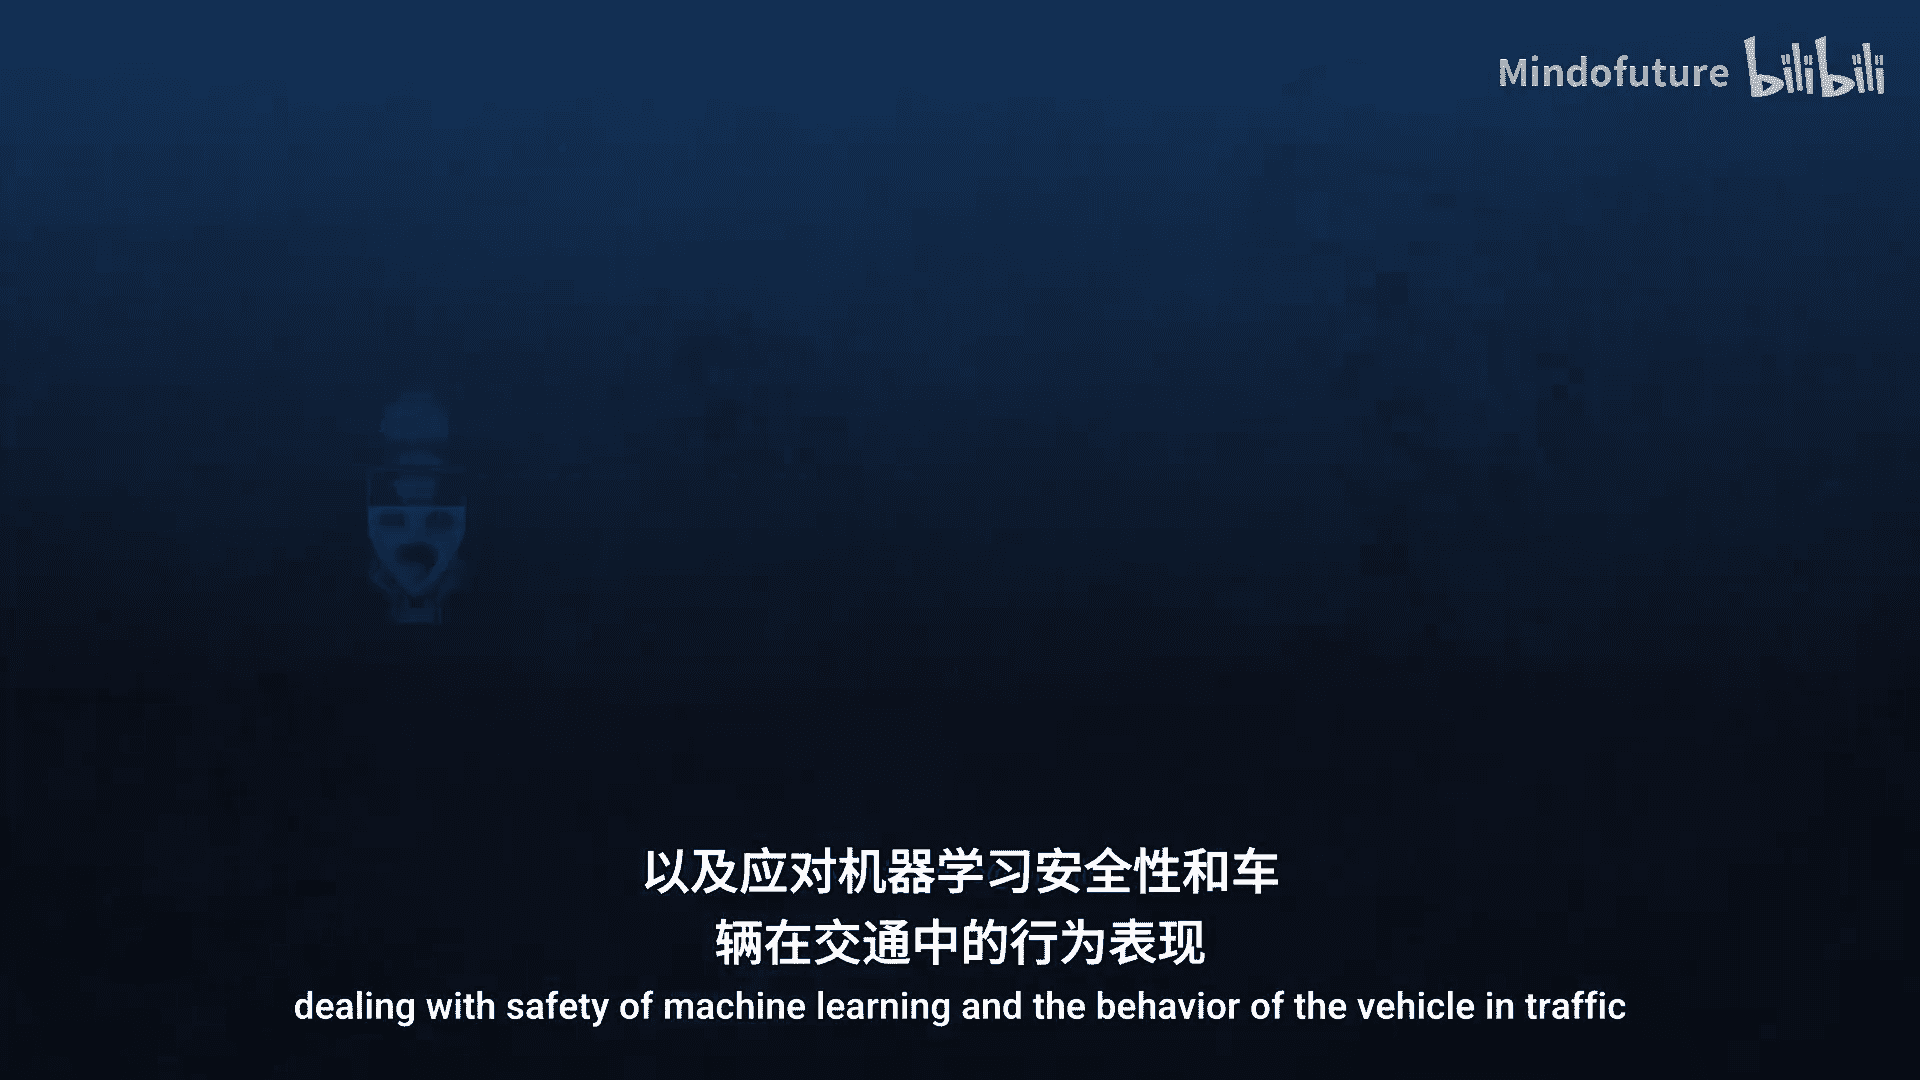 Mindofuture bilibili
以及应对机器学习安全性和车
辆在交通中的行为表现
dealing with safety of machine learning and the behavior of the vehicle in traffic